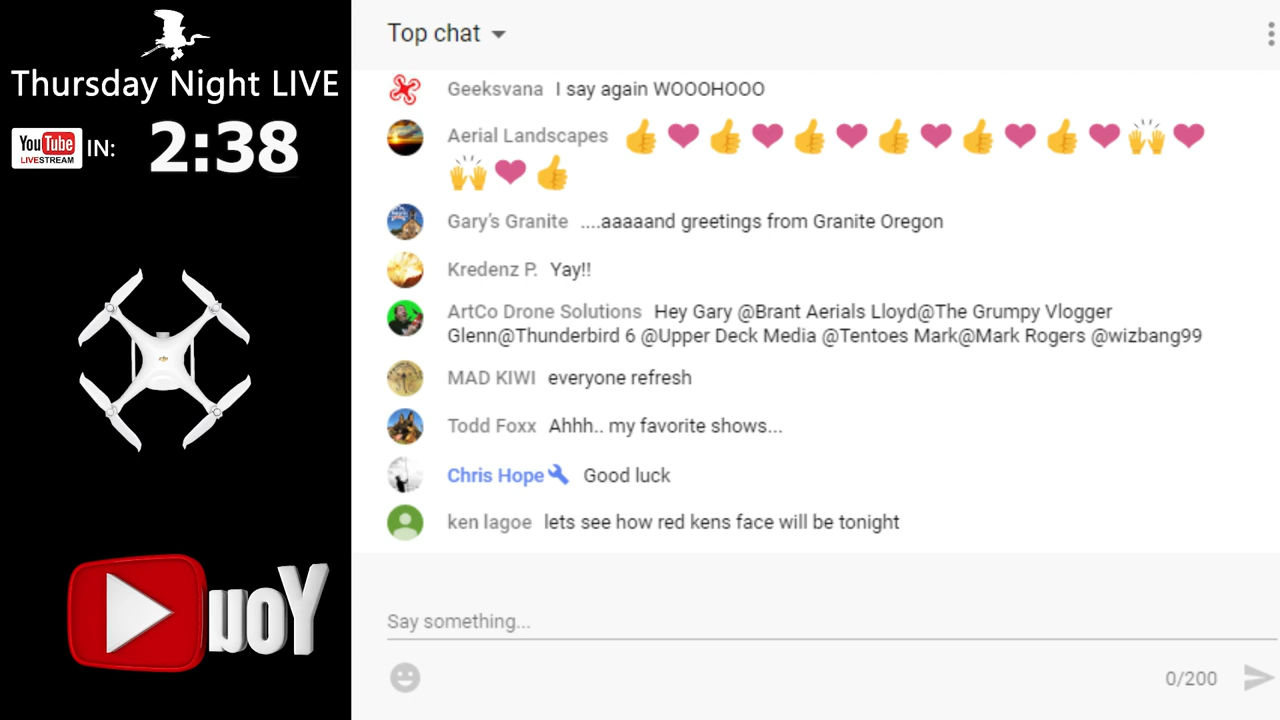 Thursday Night LIVE
YouTube
LIVESTREAM
IN:
2:38
You
Top chat
Geeksvana I say again WOOOHOOO
Aerial Landscapes 👍❤👍❤👍❤👍❤👍❤👍❤🙌❤
🙌❤👍
Gary's Granite ....aaaaand greetings from Granite Oregon
Kredenz P. Yay!!
ArtCo Drone Solutions Hey Gary @Brant Aerials Lloyd@The Grumpy Vlogger
Glenn@Thunderbird 6 @Upper Deck Media @Tentoes Mark@Mark Rogers @wizbang99
MAD KIWI everyone refresh
Todd Foxx Ahhh.. my favorite shows...
Chris Hope Good luck
ken lagoe lets see how red kens face will be tonight
Say something...
0/200